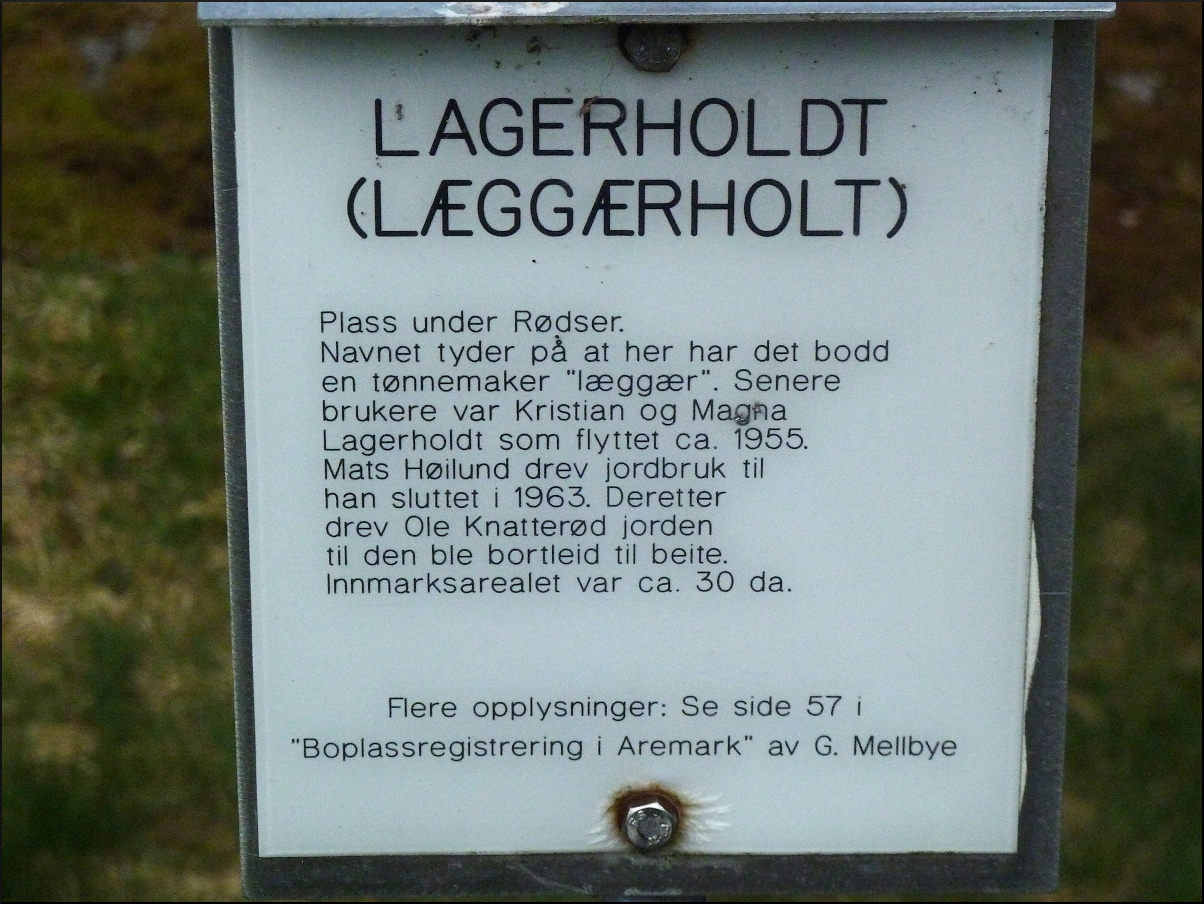 LAGERHOLDT
(LÆGGÆRHOLT)
Plass under Rødser.
Navnet tyder på at her har det bodd
en tønnemaker "læggær". Senere
brukere var Kristian og Magna
Lagerholdt som flyttet ca. 1955.
Mats Høilund drev jordbruk til
han sluttet i 1963. Deretter
drev Ole Knatterød jorden
til den ble bortleid til beite.
Innmarksarealet var ca. 30 da.
Flere opplysninger: Se side 57 i
"Boplassregistrering i Aremark" av G. Mellbye